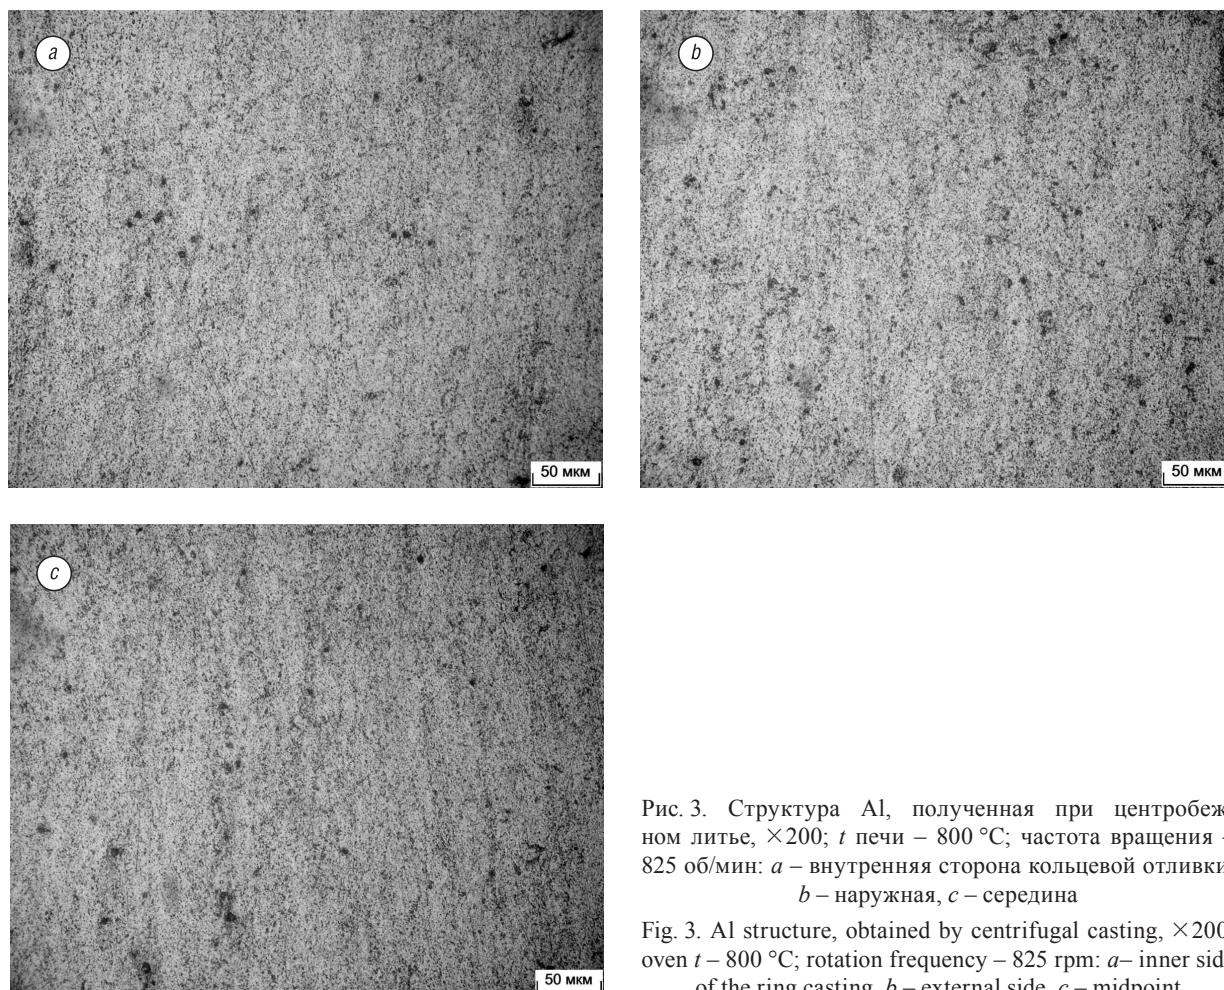 a
b
50 мкм
50 мкм
c
50 мкм
Рис. 3. Структура Al, полученная при центробеж
ном литье, ×200; t печи – 800 °C; частота вращения –
825 об/мин: a – внутренняя сторона кольцевой отливки
b – наружная, c – середина
Fig. 3. Al structure, obtained by centrifugal casting, ×200
oven t – 800 °C; rotation frequency – 825 rpm: a– inner sid
of the ring casting, b – external side, c – midpoint